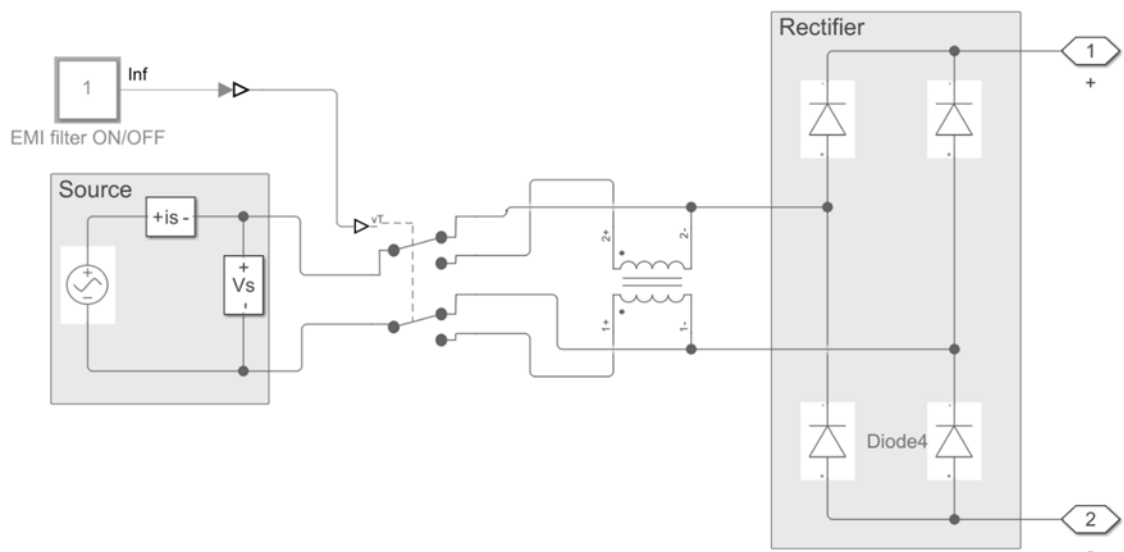 Rectifier
1
+
Inf
1
EMI filter ON/OFF
Source
+is -
vT
+
Vs
-
2+
2-
1+
1-
Diode4
2
-